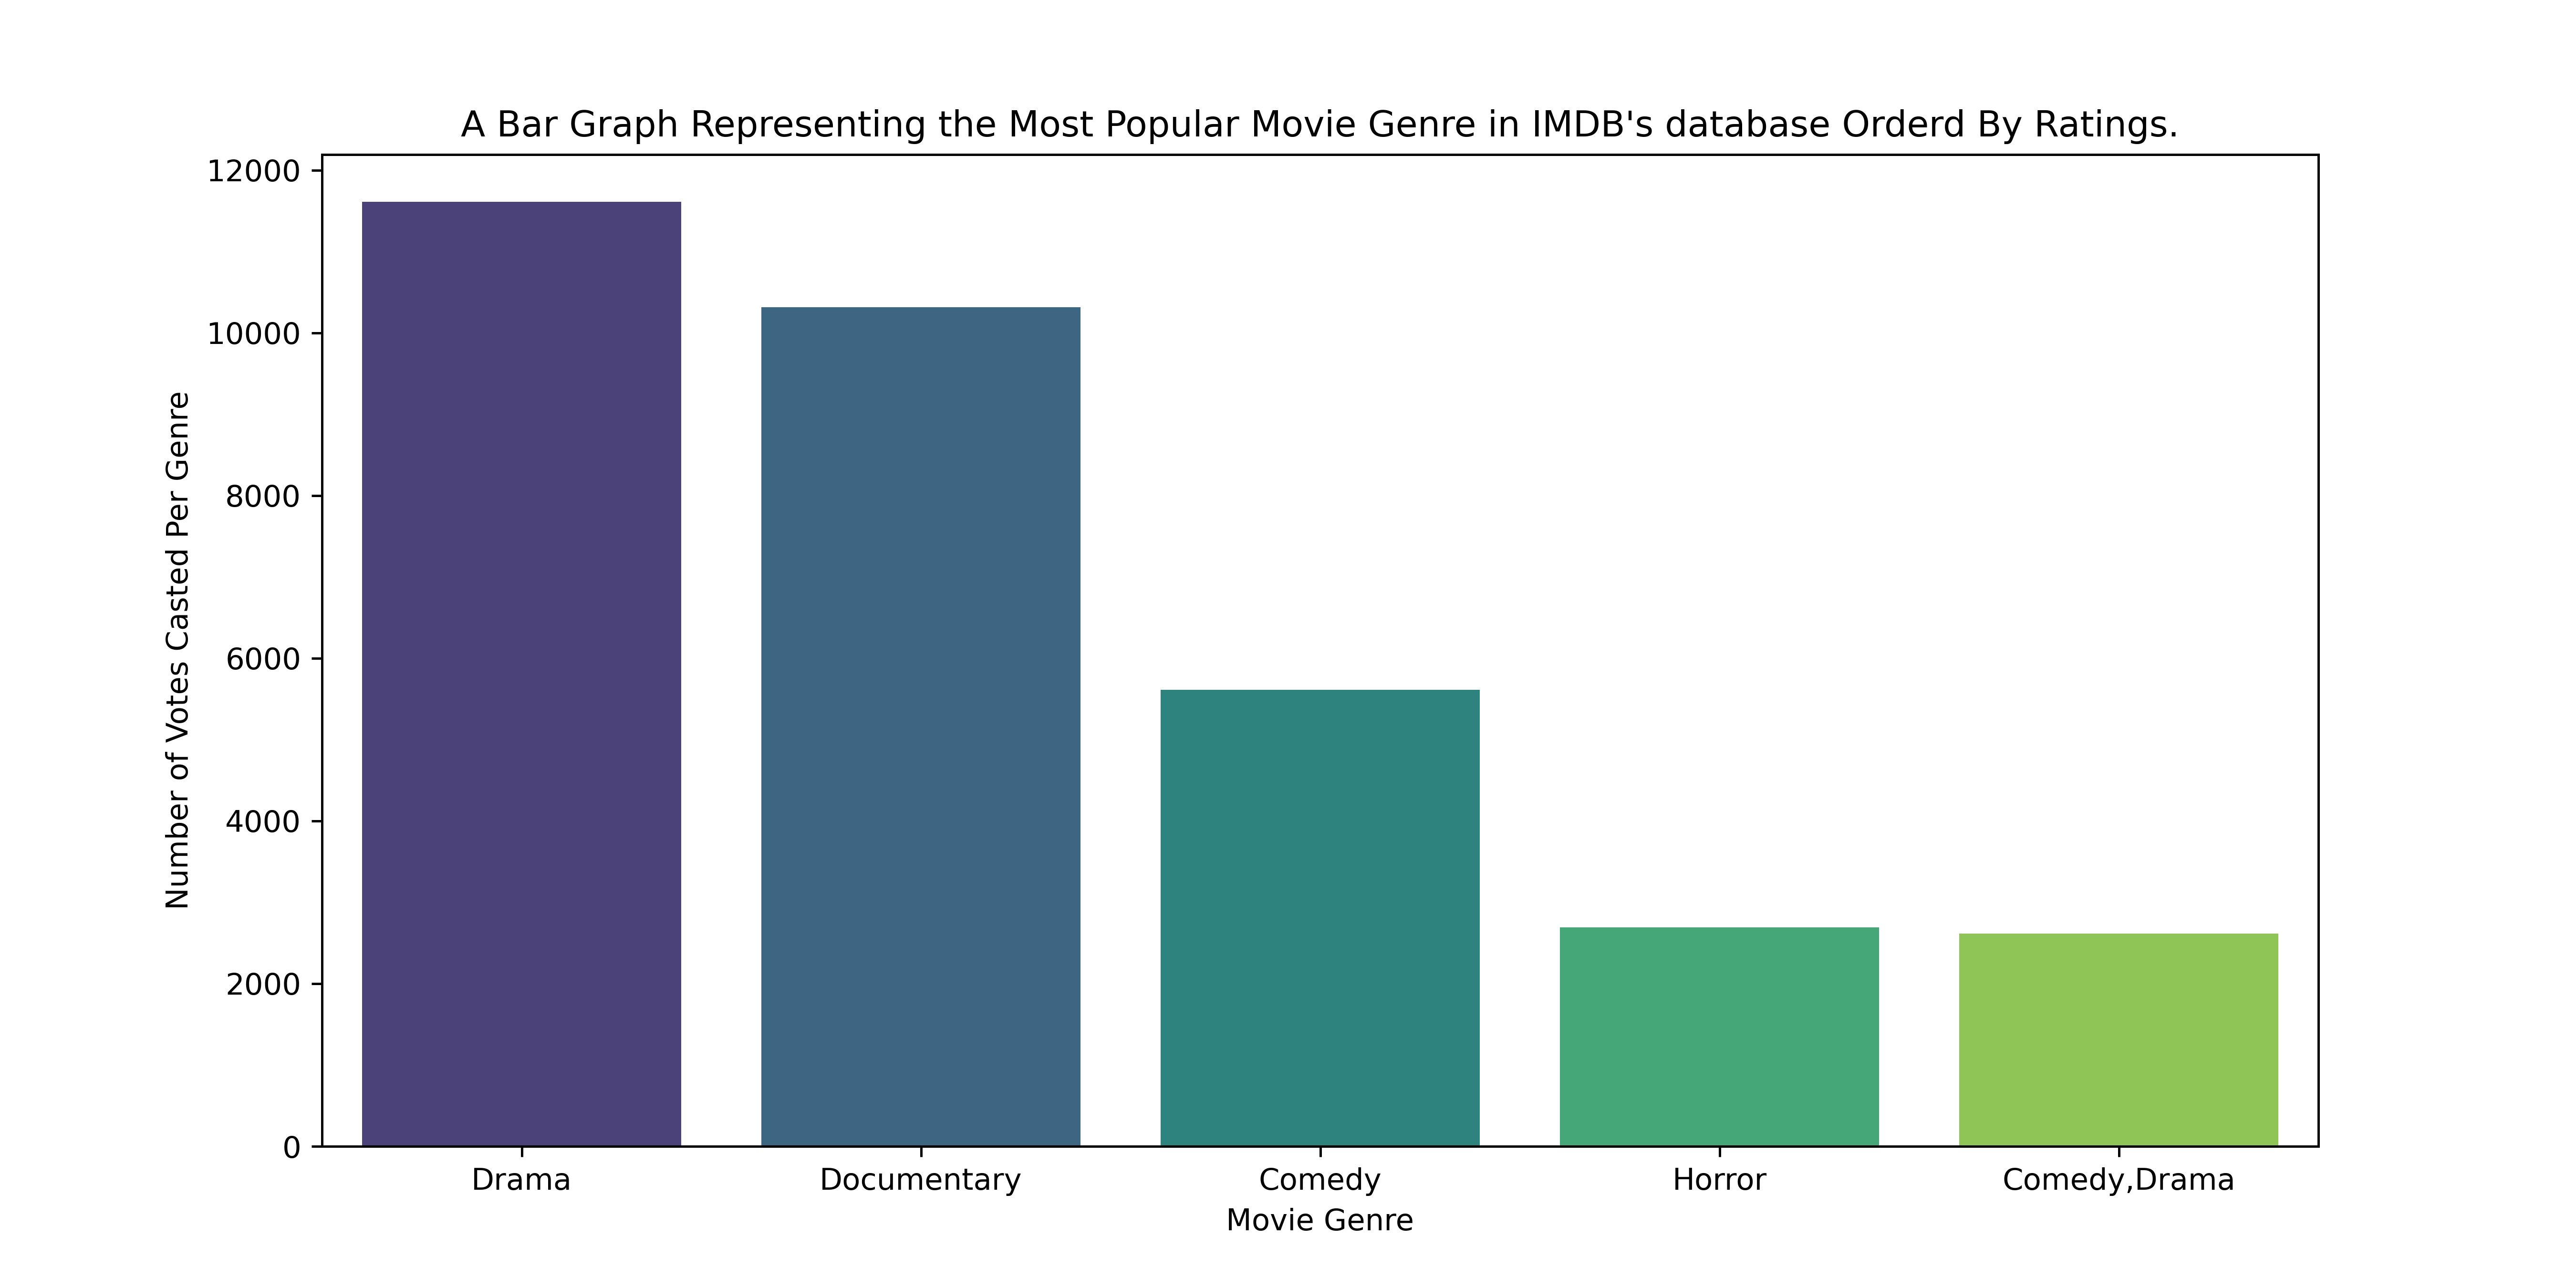 A Bar Graph Representing the Most Popular Movie Genre in IMDB's database Orderd By Ratings.
12000
10000
8000
6000
4000
2000
0
Number of Votes Casted Per Genre
Drama
Documentary
Comedy
Horror
Comedy,Drama
Movie Genre